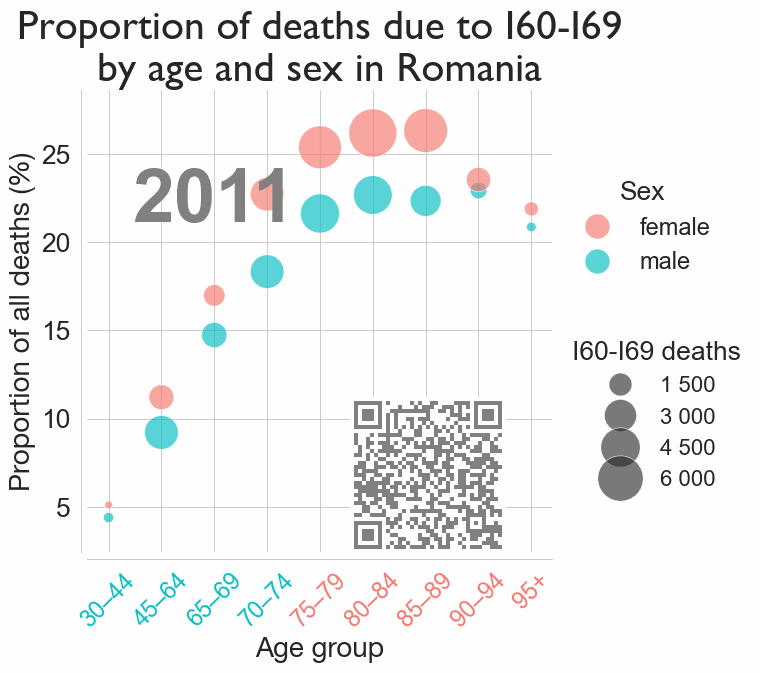 Proportion of deaths due to I60-I69
by age and sex in Romania
Proportion of all deaths (%)
25
20
15
10
5
2011
30–44
45–64
65–69
70–74
75–79
80–84
85–89
90–94
95+
Age group
Sex
female
male
I60-I69 deaths
1 500
3 000
4 500
6 000